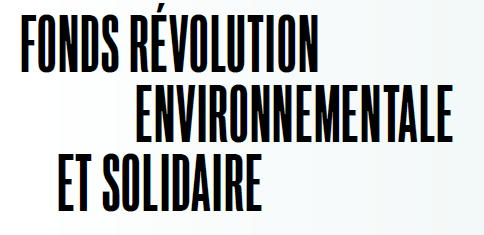 FONDS RÉVOLUTION
ENVIRONNEMENTALE
ET SOLIDAIRE